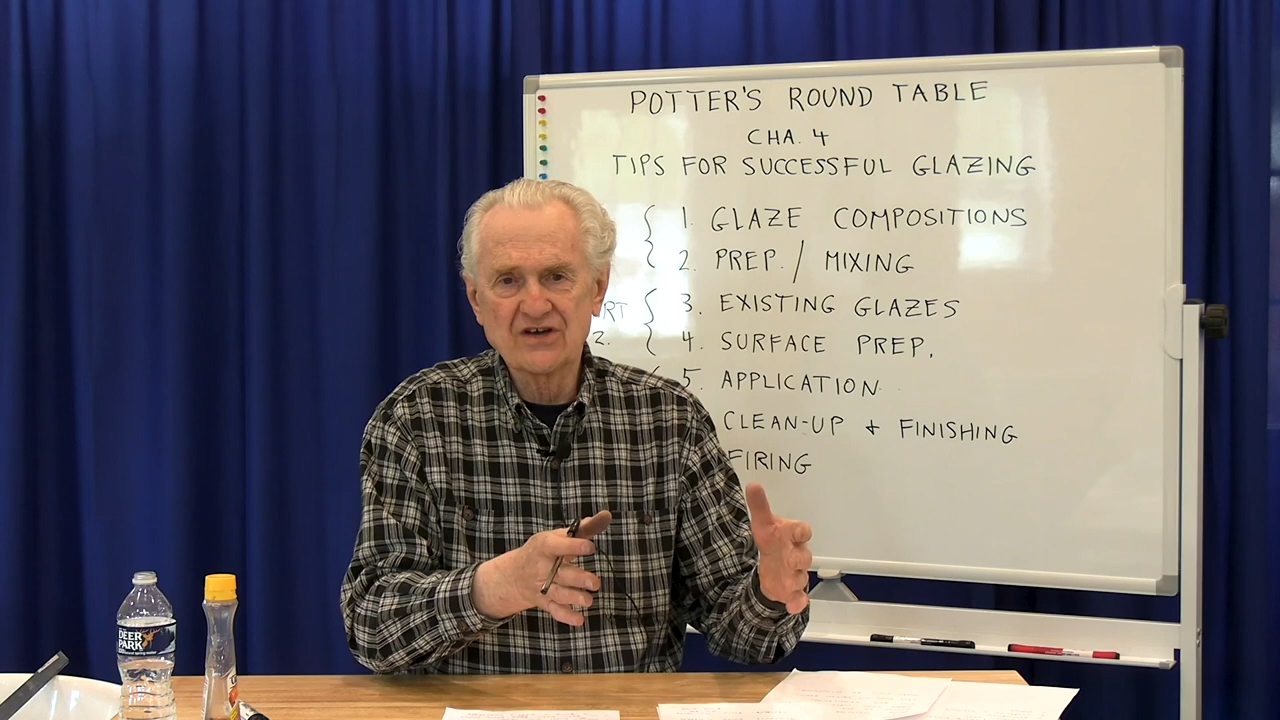 POTTER'S ROUND TABLE
CHA. 4
TIPS FOR SUCCESSFUL GLAZING
1. GLAZE COMPOSITIONS
2. PREP. / MIXING
3. EXISTING GLAZES
2. 4. SURFACE PREP.
5. APPLICATION
CLEAN-UP + FINISHING
FIRING
DEER
PARK